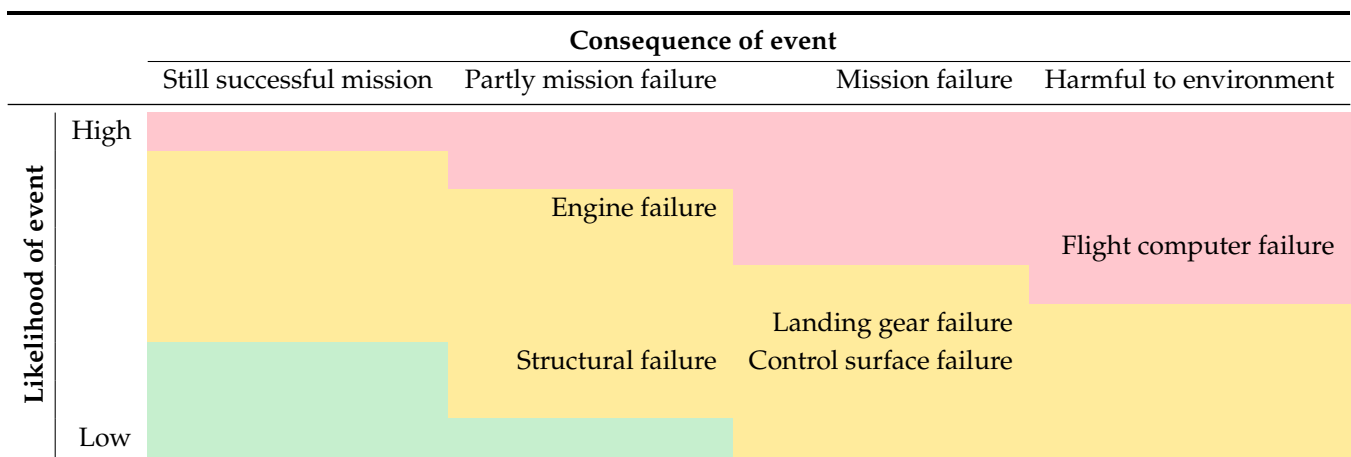 Consequence of event
Still successful mission Partly mission failure Mission failure Harmful to environment
Likelihood of event
High
Engine failure
Flight computer failure
Landing gear failure
Structural failure Control surface failure
Low